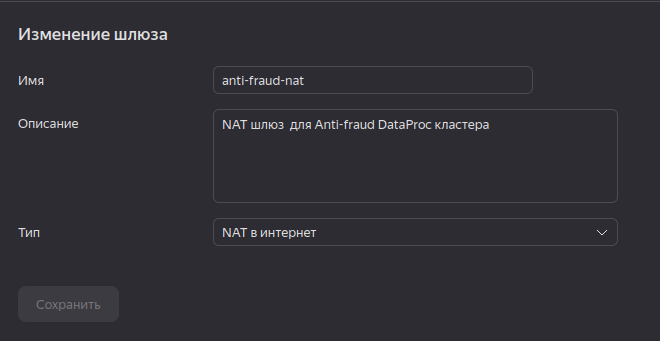 Изменение шлюза
Имя
anti-fraud-nat
Описание
NAT шлюз  для Anti-fraud DataProc кластера
Тип
NAT в интернет
Сохранить